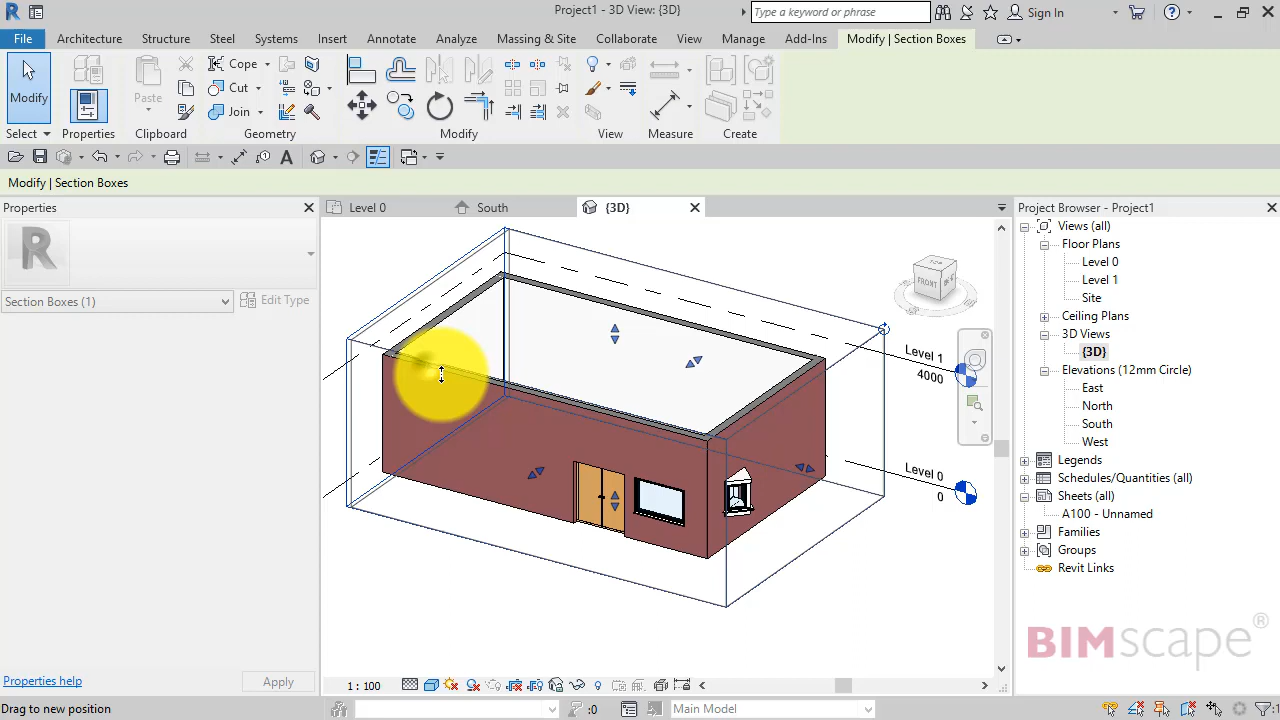 Project1 - 3D View: {3D}
Type a keyword or phrase
Sign In
File Architecture Structure Steel Systems Insert Annotate Analyze Massing & Site Collaborate View Manage Add-Ins Modify | Section Boxes
Modify
Paste
Cope
Cut
Join
Select Properties Clipboard Geometry Modify View Measure Create
Modify | Section Boxes
Properties
Level 0
South
{3D}
Project Browser - Project1
Section Boxes (1)
Edit Type
Views (all)
Floor Plans
Level 0
Level 1
Site
Ceiling Plans
3D Views
{3D}
Elevations (12mm Circle)
East
North
South
West
Legends
Schedules/Quantities (all)
Sheets (all)
A100 - Unnamed
Families
Groups
Revit Links
TOP
FRONT
Level 1
4000
Level 0
0
BIMscape®
Properties help
Apply
1 : 100
Drag to new position
:0
Main Model
:0